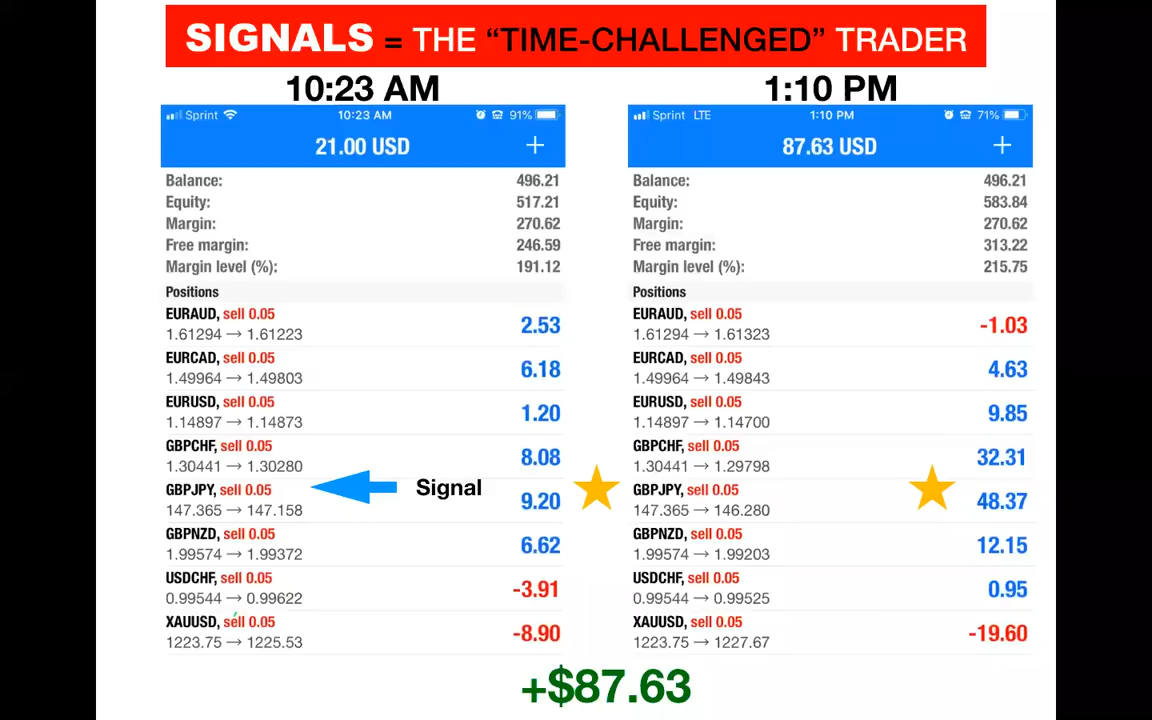 SIGNALS = THE “TIME-CHALLENGED” TRADER
10:23 AM
Sprint 10:23 AM 91%
21.00 USD +
Balance: 496.21
Equity: 517.21
Margin: 270.62
Free margin: 246.59
Margin level (%): 191.12
Positions
EURAUD, sell 0.05
1.61294 → 1.61223
2.53
EURCAD, sell 0.05
1.49964 → 1.49803
6.18
EURUSD, sell 0.05
1.14897 → 1.14873
1.20
GBPCHF, sell 0.05
1.30441 → 1.30280
8.08
GBPJPY, sell 0.05
147.365 → 147.158
9.20
Signal
GBPNZD, sell 0.05
1.99574 → 1.99372
6.62
USDCHF, sell 0.05
0.99544 → 0.99622
-3.91
XAUUSD, sell 0.05
1223.75 → 1225.53
-8.90
1:10 PM
Sprint LTE 1:10 PM 71%
87.63 USD +
Balance: 496.21
Equity: 583.84
Margin: 270.62
Free margin: 313.22
Margin level (%): 215.75
Positions
EURAUD, sell 0.05
1.61294 → 1.61323
-1.03
EURCAD, sell 0.05
1.49964 → 1.49843
4.63
EURUSD, sell 0.05
1.14897 → 1.14700
9.85
GBPCHF, sell 0.05
1.30441 → 1.29798
32.31
GBPJPY, sell 0.05
147.365 → 146.280
48.37
GBPNZD, sell 0.05
1.99574 → 1.99203
12.15
USDCHF, sell 0.05
0.99544 → 0.99525
0.95
XAUUSD, sell 0.05
1223.75 → 1227.67
-19.60
+$87.63